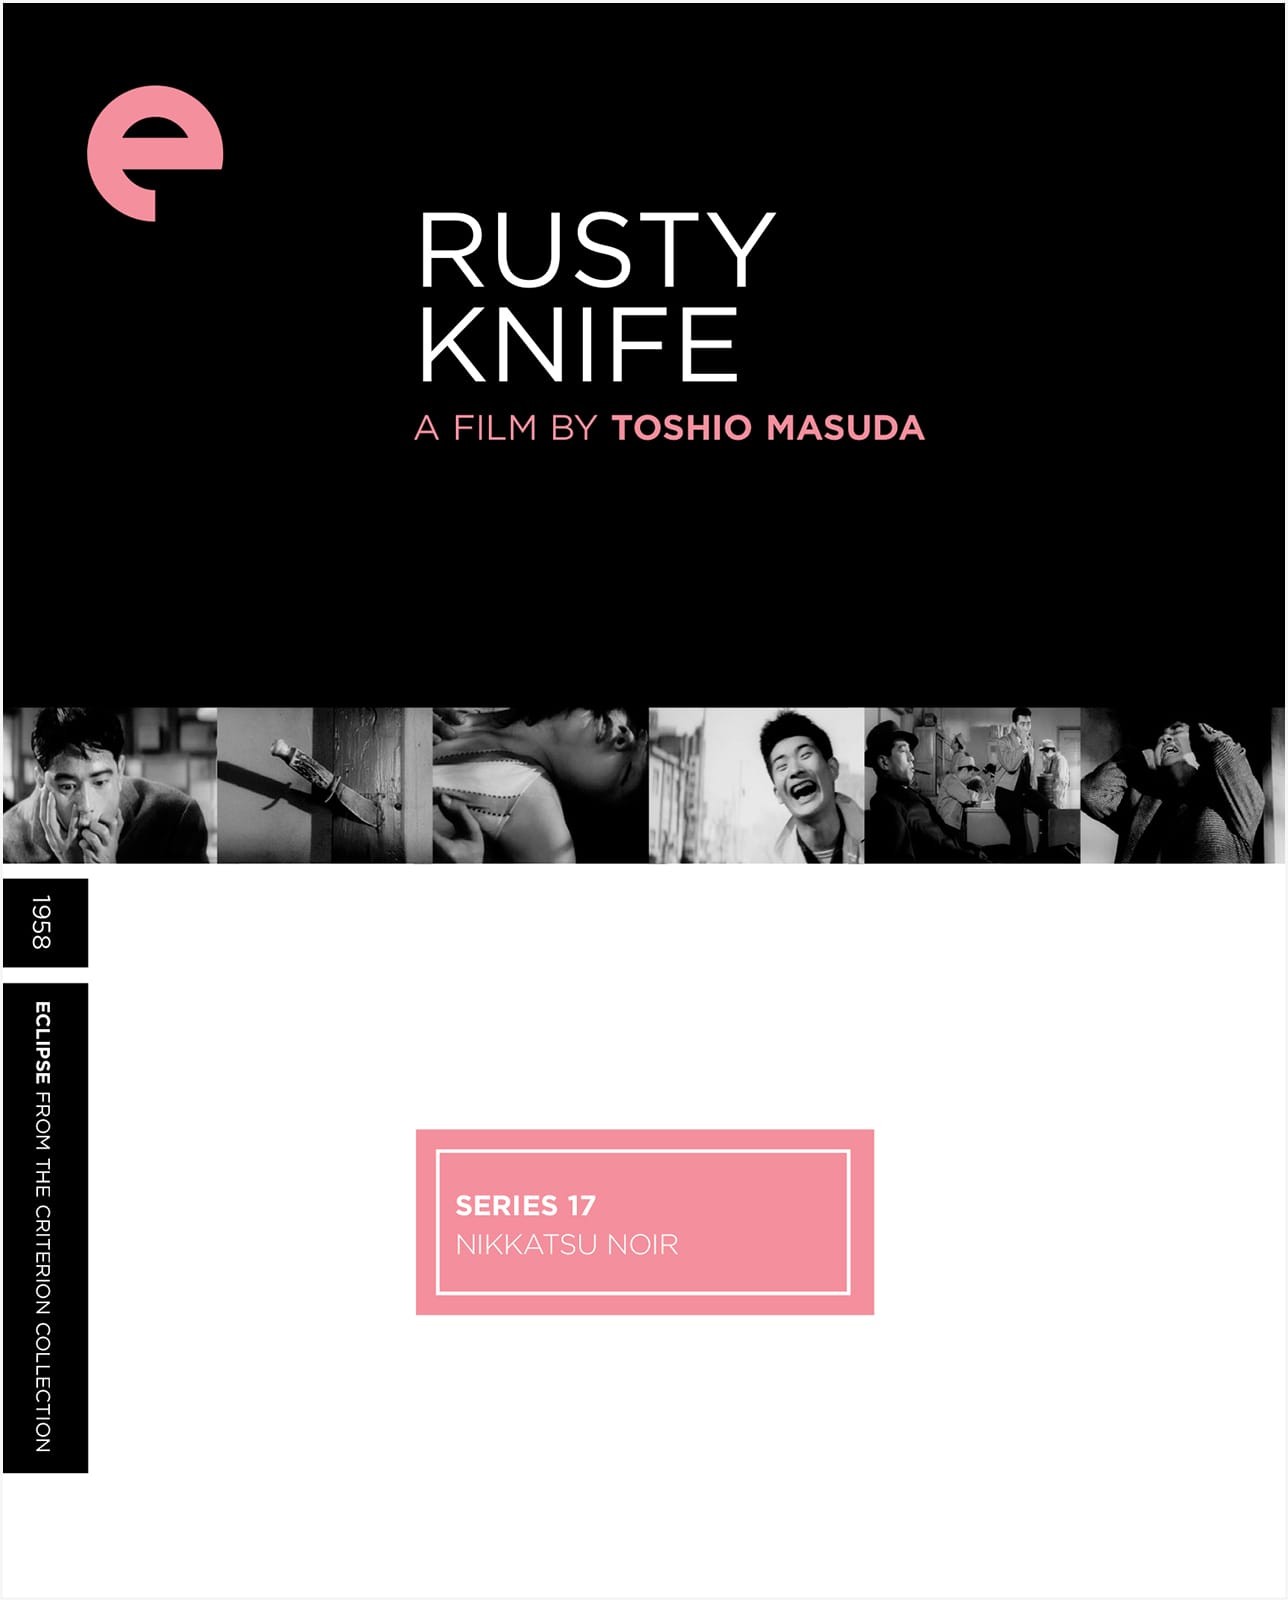 e
RUSTY
KNIFE
A FILM BY TOSHIO MASUDA
1958
ECLIPSE FROM THE CRITERION COLLECTION
SERIES 17
NIKKATSU NOIR